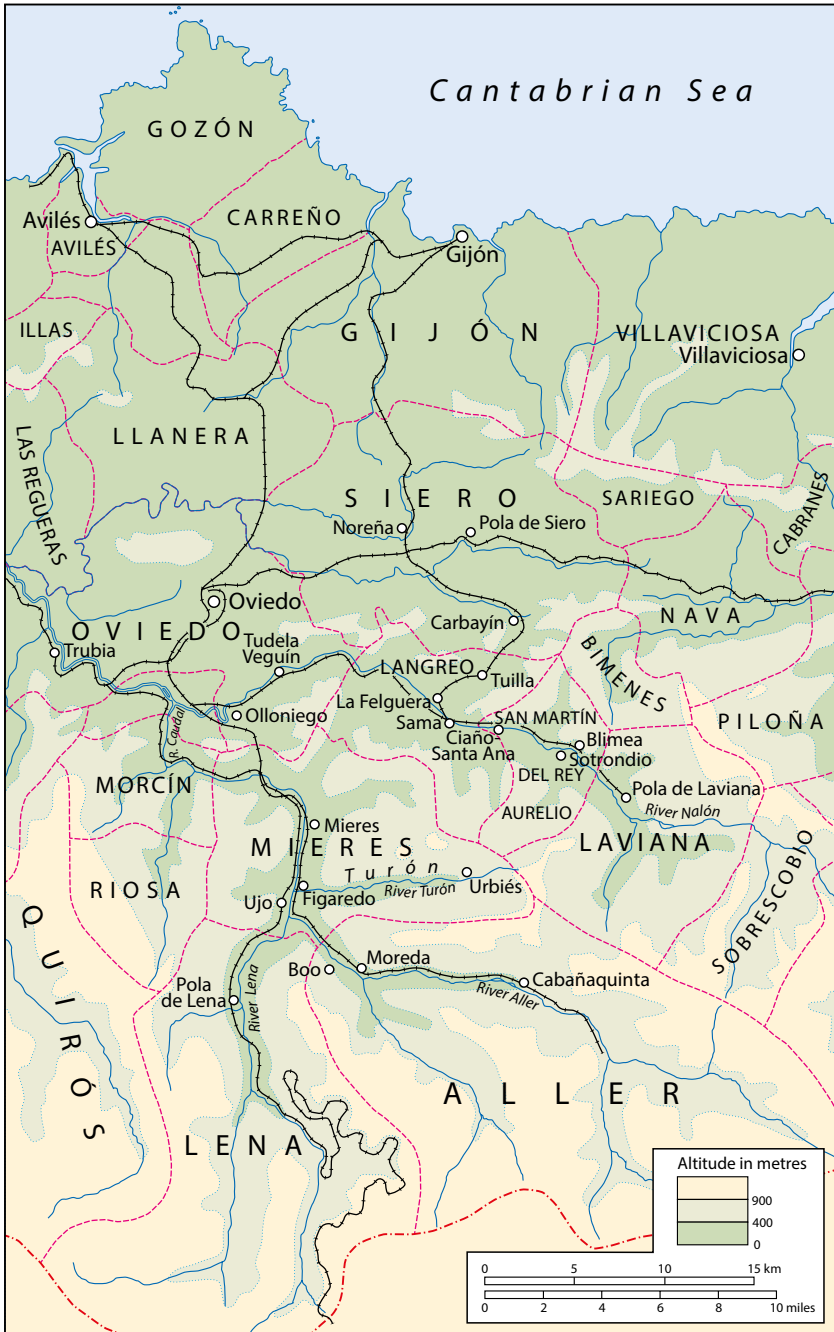 Cantabrian Sea
GOZÓN
CARREÑO
Avilés
AVILÉS
Gijón
ILLAS
GIJÓN
VILLAVICIOSA
Villaviciosa
LLANERA
LAS REGUERAS
SIERO
SARIEGO
CABRANES
Noreña
Pola de Siero
Oviedo
OVIEDO
Carbayín
NAVA
Trubia
Tudela
Veguín
LANGREO
Tuilla
BIMENES
La Felguera
Olloniego
Sama
SAN MARTÍN
PILOÑA
Ciaño-
Santa Ana
Blimea
Sotrondio
R. Caudal
DEL REY
MORCÍN
AURELIO
Pola de Laviana
River Nalón
Mieres
MIERES
LAVIANA
Turón
River Turón
Urbiés
RIOSA
Figaredo
Ujo
SOBRESCOBIO
QUIRÓS
Boo
Moreda
Cabañaquinta
River Aller
Pola
de Lena
River Lena
ALLER
LENA
Altitude in metres
900
400
0
0 5 10 15 km
0 2 4 6 8 10 miles